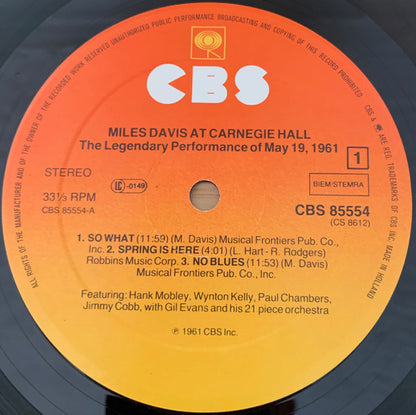 ALL RIGHTS OF THE MANUFACTURER AND OF THE OWNER OF THE RECORDED WORK RESERVED UNAUTHORIZED PUBLIC PERFORMANCE BROADCASTING AND COPYING OF THIS RECORD PROHIBITED
CBS & ARE REG. TRADEMARKS OF CBS INC. MADE IN HOLLAND
CBS
MILES DAVIS AT CARNEGIE HALL
The Legendary Performance of May 19, 1961
1
STEREO
LC -0149
BIEM/STEMRA
33⅓ RPM
CBS 85554-A
CBS 85554
(CS 8612)
1. SO WHAT (11:59) (M. Davis) Musical Frontiers Pub. Co.,
Inc. 2. SPRING IS HERE (4:01) (L. Hart - R. Rodgers)
Robbins Music Corp. 3. NO BLUES (11:53) (M. Davis)
Musical Frontiers Pub. Co., Inc.
Featuring: Hank Mobley, Wynton Kelly, Paul Chambers,
Jimmy Cobb, with Gil Evans and his 21 piece orchestra
℗ 1961 CBS Inc.